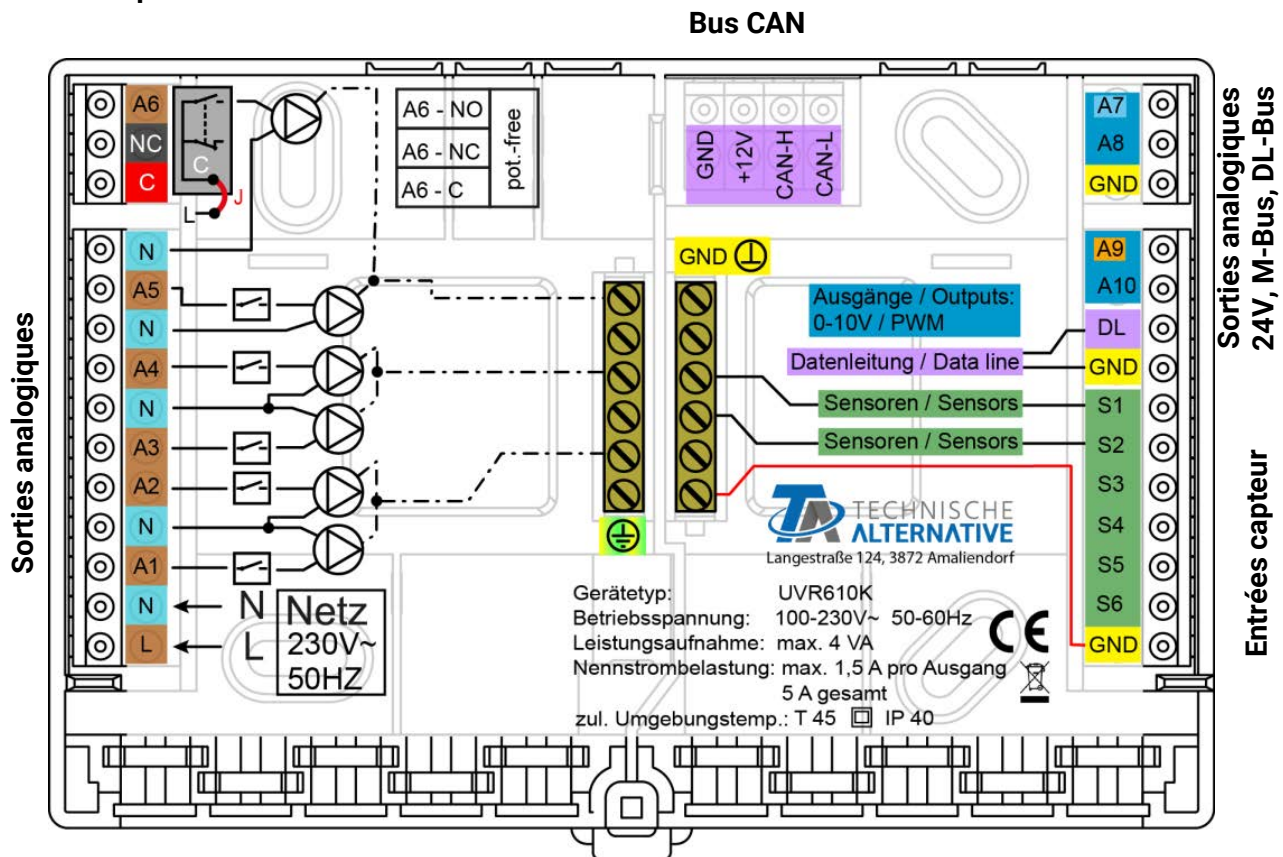 Bus CAN
A6
NC
C
C
J
L
A6 - NO
A6 - NC
A6 - C
pot.-free
GND
+12V
CAN-H
CAN-L
A7
A8
GND
Sorties analogiques
24V, M-Bus, DL-Bus
N
A5
N
A4
N
A3
A2
N
A1
N
L
Sorties analogiques
N
L
Netz
230V~
50HZ
GND
Ausgänge / Outputs:
0-10V / PWM
Datenleitung / Data line
Sensoren / Sensors
Sensoren / Sensors
A9
A10
DL
GND
S1
S2
S3
S4
S5
S6
GND
Entrées capteur
TA TECHNISCHE
ALTERNATIVE
Langestraße 124, 3872 Amaliendorf
Gerätetyp: UVR610K
Betriebsspannung: 100-230V~ 50-60Hz
Leistungsaufnahme: max. 4 VA
Nennstrombelastung: max. 1,5 A pro Ausgang
5 A gesamt
zul. Umgebungstemp.: T 45 IP 40
CE